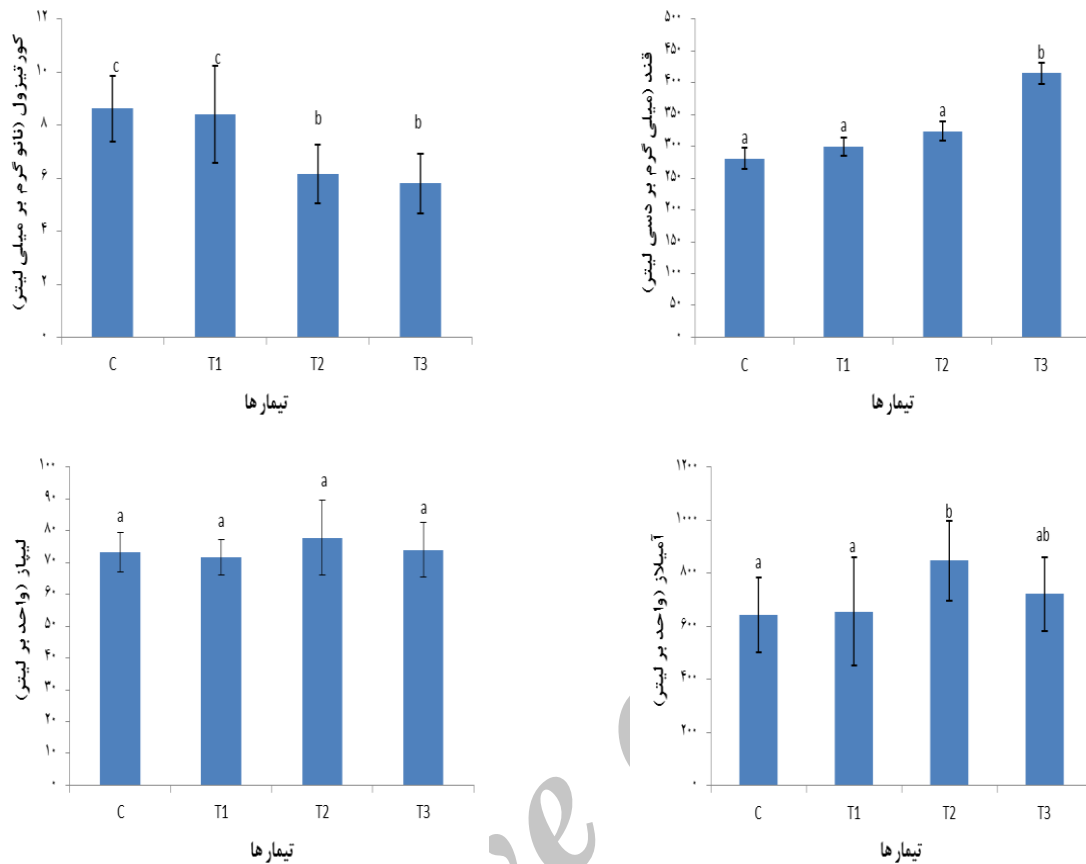 کورتیزول (نانو گرم بر میلی لیتر)
۱۲
۱۰
۸
۶
۴
۲
۰
c
c
b
b
C T1 T2 T3
تیمارها
قند (میلی گرم بر دسی لیتر)
۵۰۰
۴۵۰
۴۰۰
۳۵۰
۳۰۰
۲۵۰
۲۰۰
۱۵۰
۱۰۰
۵۰
۰
a
a
a
b
C T1 T2 T3
تیمارها
لیپاز (واحد بر لیتر)
۱۰۰
۹۰
۸۰
۷۰
۶۰
۵۰
۴۰
۳۰
۲۰
۱۰
۰
a
a
a
a
C T1 T2 T3
تیمارها
آمیلاز (واحد بر لیتر)
۱۲۰۰
۱۰۰۰
۸۰۰
۶۰۰
۴۰۰
۲۰۰
۰
a
a
b
ab
C T1 T2 T3
تیمارها